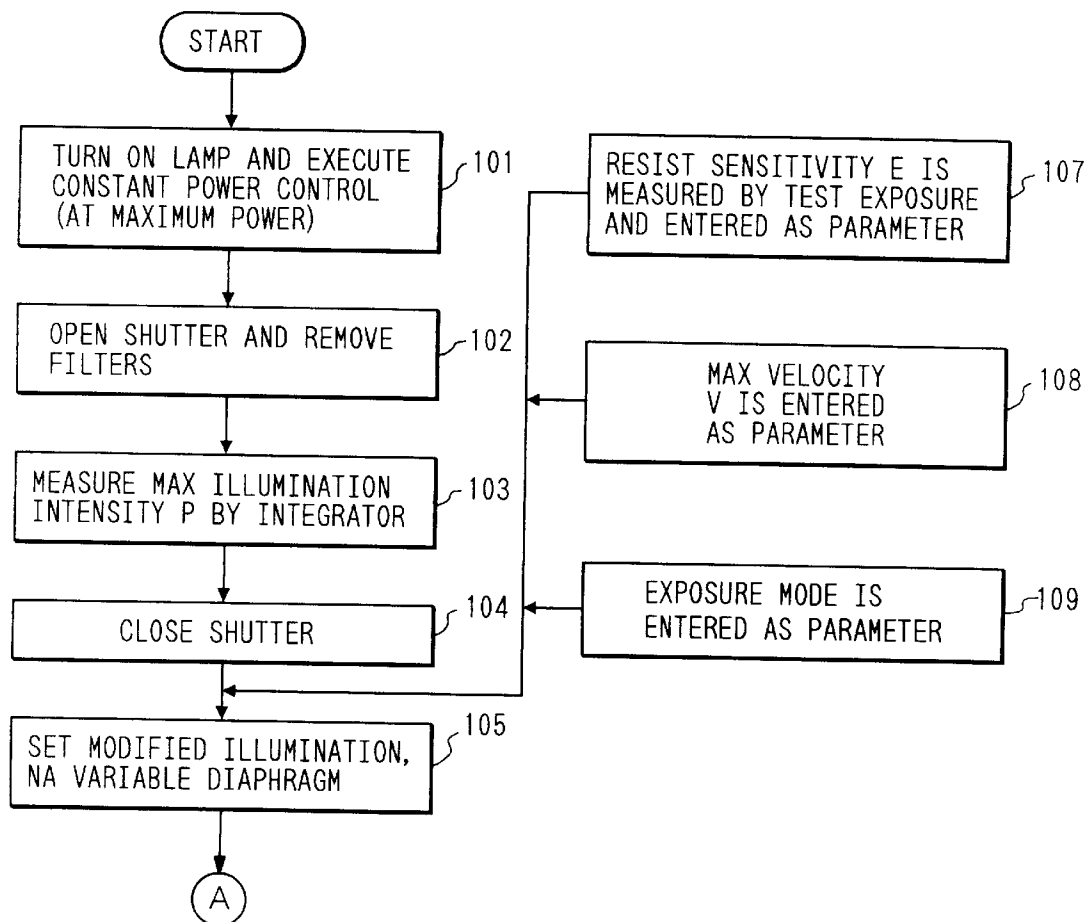 START
TURN ON LAMP AND EXECUTE
CONSTANT POWER CONTROL
(AT MAXIMUM POWER)
101
OPEN SHUTTER AND REMOVE
FILTERS
102
MEASURE MAX ILLUMINATION
INTENSITY P BY INTEGRATOR
103
CLOSE SHUTTER
104
SET MODIFIED ILLUMINATION,
NA VARIABLE DIAPHRAGM
105
A
RESIST SENSITIVITY E IS
MEASURED BY TEST EXPOSURE
AND ENTERED AS PARAMETER
107
MAX VELOCITY
V IS ENTERED
AS PARAMETER
108
EXPOSURE MODE IS
ENTERED AS PARAMETER
109